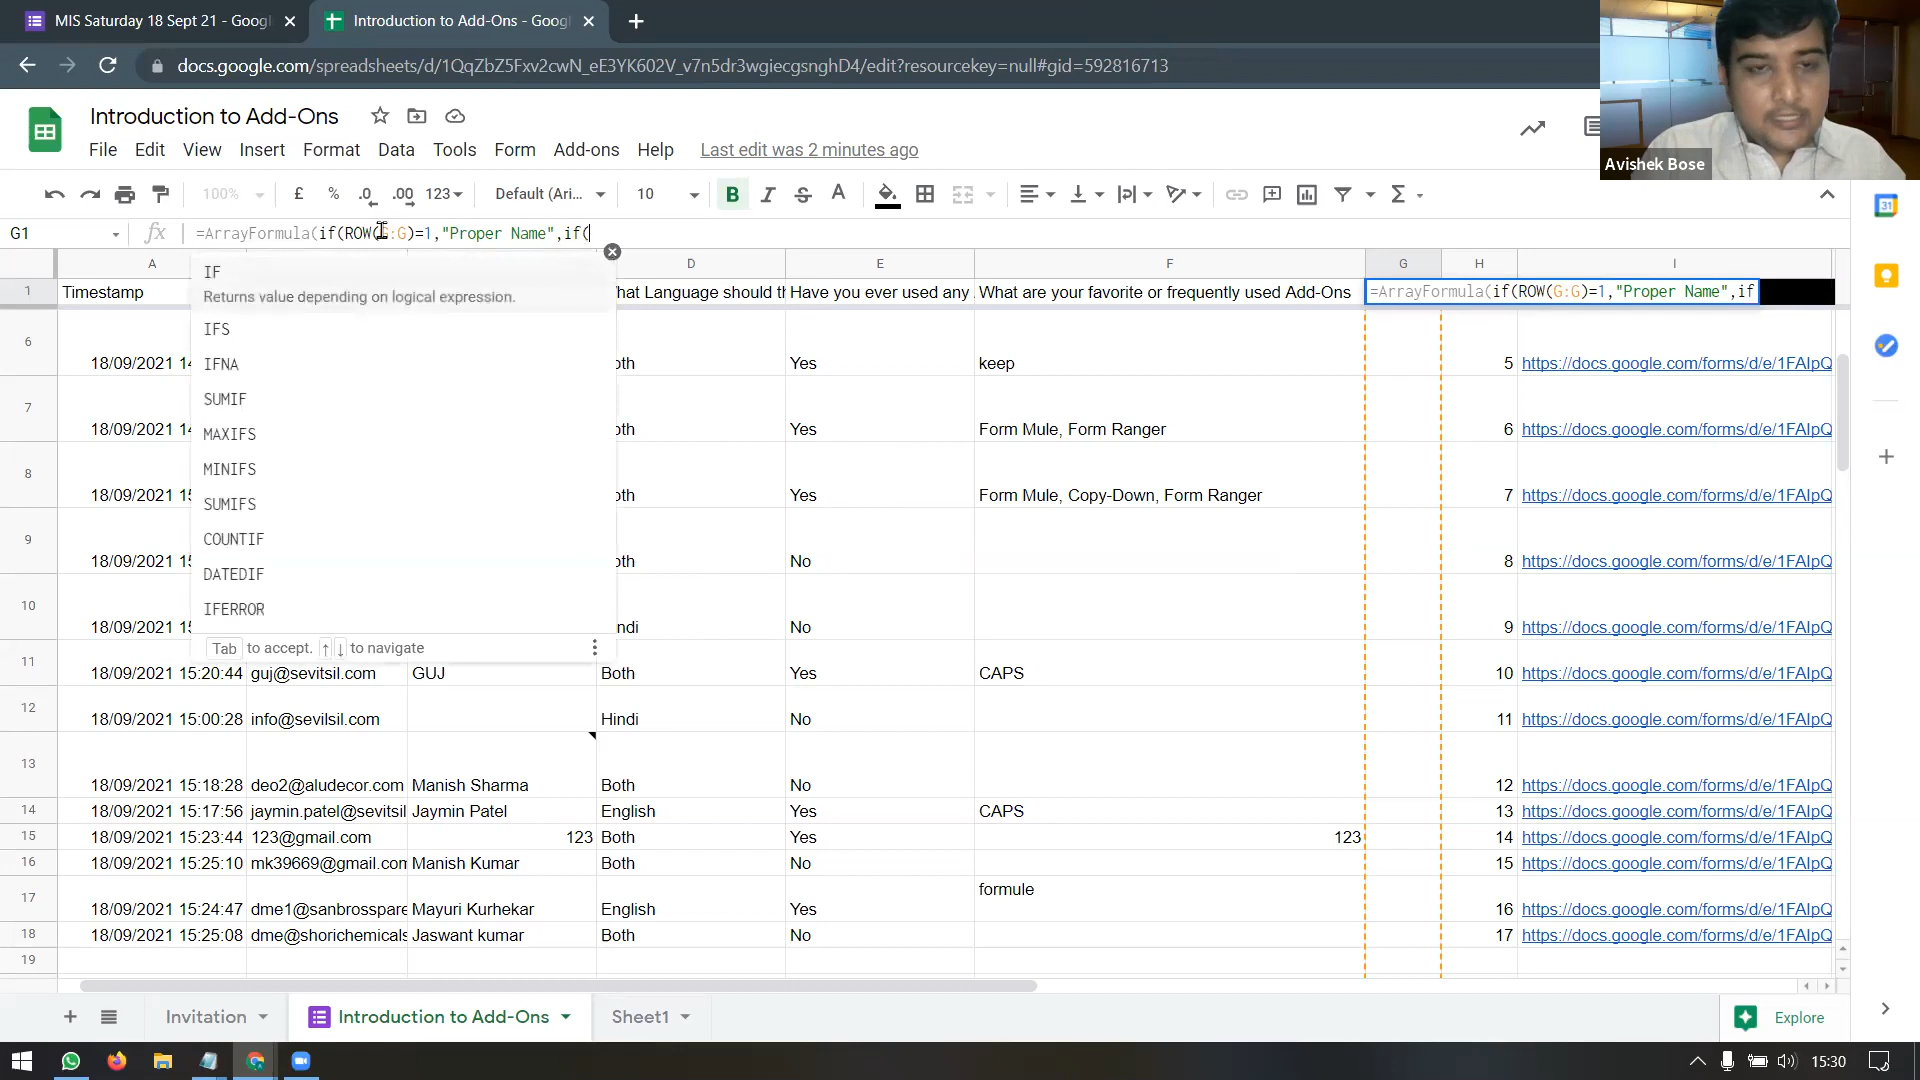 MIS Saturday 18 Sept 21 - Googl
Introduction to Add-Ons - Goog
docs.google.com/spreadsheets/d/1QqZbZ5Fxv2cwN_eE3YK602V_v7n5dr3wgiecgsnghD4/edit?resourcekey=null#gid=592816713
Avishek Bose
Introduction to Add-Ons
File Edit View Insert Format Data Tools Form Add-ons Help Last edit was 2 minutes ago
100% £ % .0 .00 123 Default (Ari... 10 B I S A
31
G1 fx =ArrayFormula(if(ROW(G:G)=1,"Proper Name",if(
A D E F G H I
1 Timestamp hat Language should th Have you ever used any What are your favorite or frequently used Add-Ons =ArrayFormula(if(ROW(G:G)=1,"Proper Name",if
IF
Returns value depending on logical expression.
IFS
IFNA
SUMIF
MAXIFS
MINIFS
SUMIFS
COUNTIF
DATEDIF
IFERROR
Tab to accept. ↑ ↓ to navigate
6 18/09/2021 14 oth Yes keep 5 https://docs.google.com/forms/d/e/1FAIpQ
7 18/09/2021 14 oth Yes Form Mule, Form Ranger 6 https://docs.google.com/forms/d/e/1FAIpQ
8 18/09/2021 15 oth Yes Form Mule, Copy-Down, Form Ranger 7 https://docs.google.com/forms/d/e/1FAIpQ
9 18/09/2021 15 oth No 8 https://docs.google.com/forms/d/e/1FAIpQ
10 18/09/2021 15 ndi No 9 https://docs.google.com/forms/d/e/1FAIpQ
11 18/09/2021 15:20:44 guj@sevitsil.com GUJ Both Yes CAPS 10 https://docs.google.com/forms/d/e/1FAIpQ
12 18/09/2021 15:00:28 info@sevilsil.com Hindi No 11 https://docs.google.com/forms/d/e/1FAIpQ
13 18/09/2021 15:18:28 deo2@aludecor.com Manish Sharma Both No 12 https://docs.google.com/forms/d/e/1FAIpQ
14 18/09/2021 15:17:56 jaymin.patel@sevitsil Jaymin Patel English Yes CAPS 13 https://docs.google.com/forms/d/e/1FAIpQ
15 18/09/2021 15:23:44 123@gmail.com 123 Both Yes 123 14 https://docs.google.com/forms/d/e/1FAIpQ
16 18/09/2021 15:25:10 mk39669@gmail.com Manish Kumar Both No 15 https://docs.google.com/forms/d/e/1FAIpQ
17 18/09/2021 15:24:47 dme1@sanbrosspare Mayuri Kurhekar English Yes formule 16 https://docs.google.com/forms/d/e/1FAIpQ
18 18/09/2021 15:25:08 dme@shorichemicals Jaswant kumar Both No 17 https://docs.google.com/forms/d/e/1FAIpQ
19
Invitation Introduction to Add-Ons Sheet1 Explore
15:30